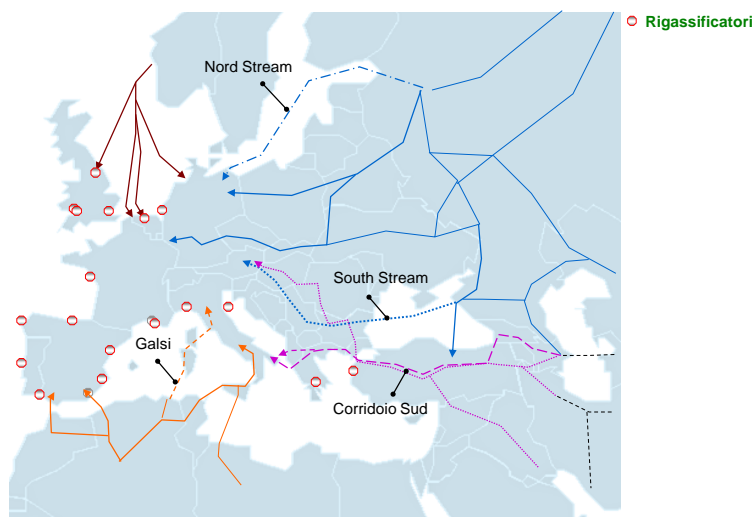 Rigassificatori
Nord Stream
South Stream
Galsi
Corridoio Sud